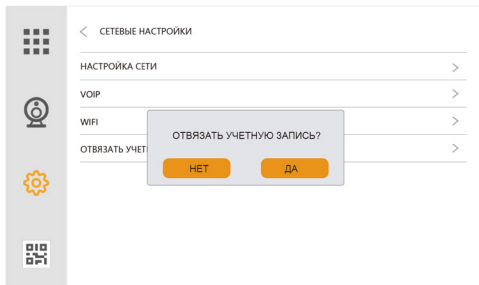 СЕТЕВЫЕ НАСТРОЙКИ
НАСТРОЙКА СЕТИ
VOIP
WIFI
ОТВЯЗАТЬ УЧЕТ
ОТВЯЗАТЬ УЧЕТНУЮ ЗАПИСЬ?
НЕТ ДА